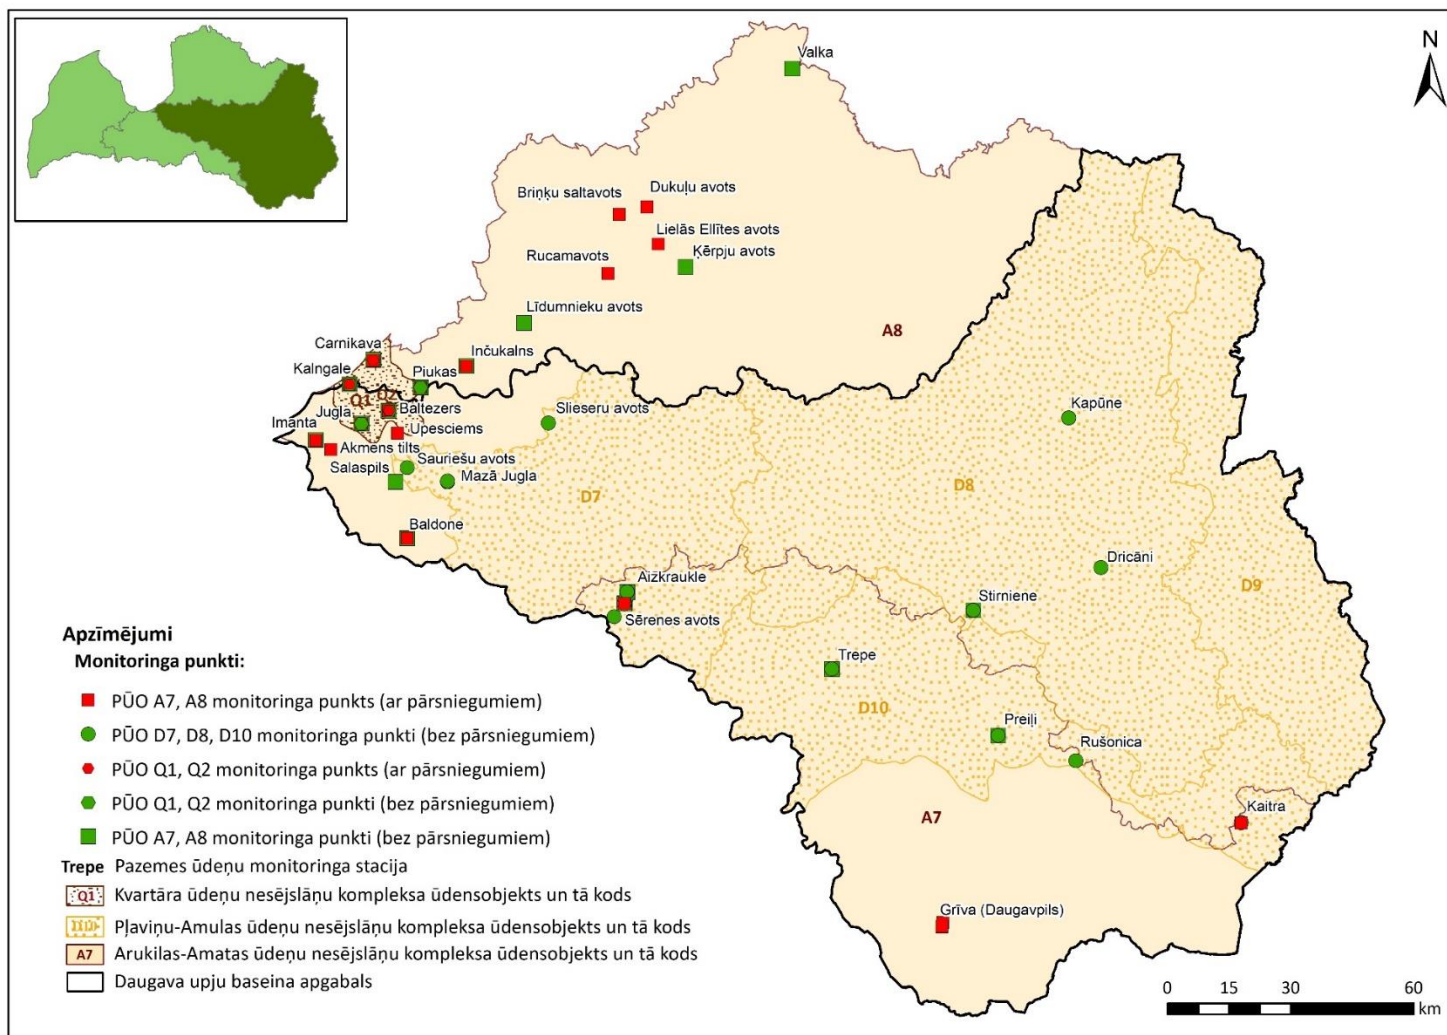 N
Valka
Dukuļu avots
Briņķu saltavots
Lielās Ellītes avots
Ķērpju avots
Rucamavots
Līdumnieku avots
A8
Carnikava
Inčukalns
Kalngale
Piukas
Q1
Q2
Baltezers
Jugla
Slieseru avots
Kapūne
Imanta
Upesciems
Akmens tilts
Sauriešu avots
Salaspils
Mazā Jugla
D7
D8
Baldone
Dricāni
Aizkraukle
D9
Stirniene
Sērenes avots
Trepe
D10
Preiļi
Rušonica
Kaitra
A7
Grīva (Daugavpils)
Apzīmējumi
Monitoringa punkti:
PŪO A7, A8 monitoringa punkts (ar pārsniegumiem)
PŪO D7, D8, D10 monitoringa punkti (bez pārsniegumiem)
PŪO Q1, Q2 monitoringa punkts (ar pārsniegumiem)
PŪO Q1, Q2 monitoringa punkti (bez pārsniegumiem)
PŪO A7, A8 monitoringa punkti (bez pārsniegumiem)
Trepe Pazemes ūdeņu monitoringa stacija
Q1 Kvartāra ūdeņu nesējslāņu kompleksa ūdensobjekts un tā kods
Pļaviņu-Amulas ūdeņu nesējslāņu kompleksa ūdensobjekts un tā kods
A7 Arukilas-Amatas ūdeņu nesējslāņu kompleksa ūdensobjekts un tā kods
Daugava upju baseina apgabals
0 15 30 60
km